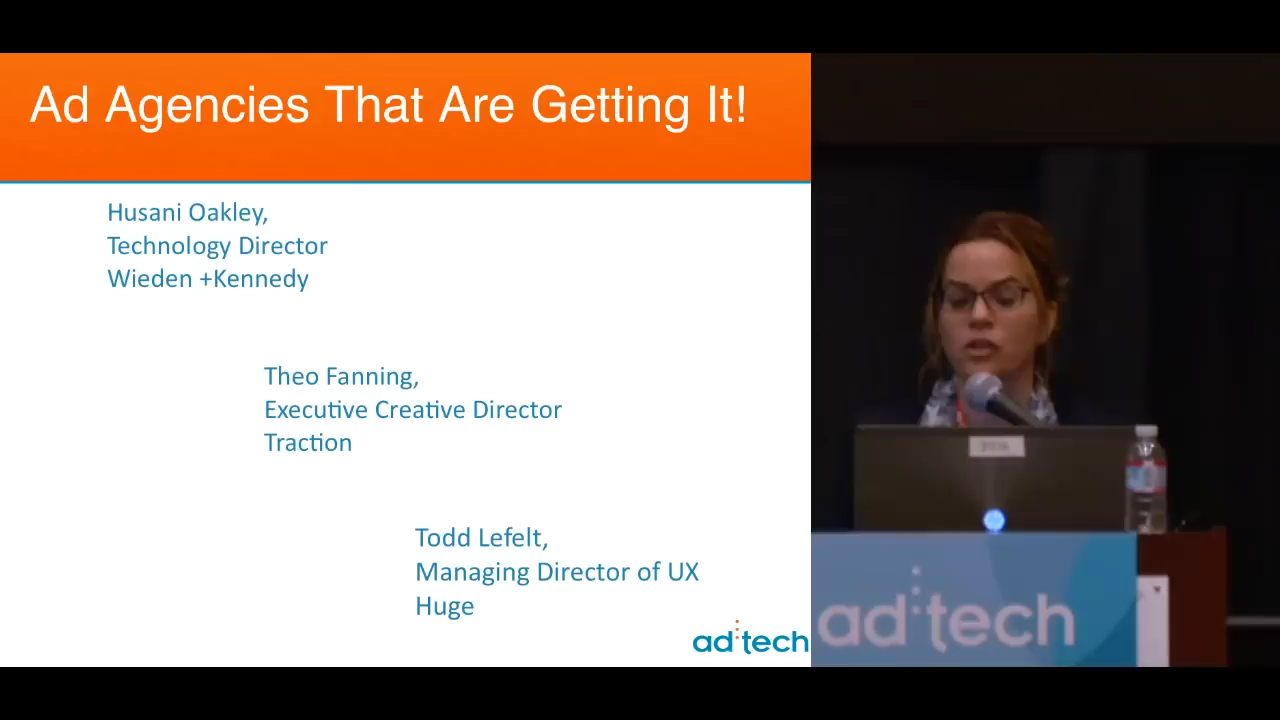 Ad Agencies That Are Getting It!
Husani Oakley,
Technology Director
Wieden +Kennedy
Theo Fanning,
Executive Creative Director
Traction
Todd Lefelt,
Managing Director of UX
Huge
ad:tech
ad:tech